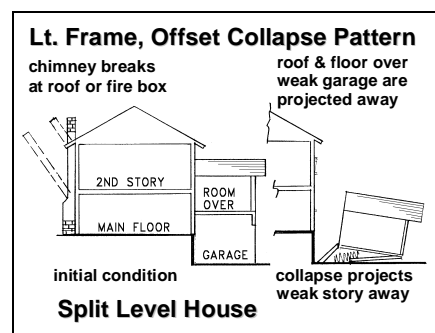 Lt. Frame, Offset Collapse Pattern
chimney breaks
at roof or fire box
roof & floor over
weak garage are
projected away
2ND STORY
ROOM
OVER
MAIN FLOOR
GARAGE
initial condition
collapse projects
weak story away
Split Level House